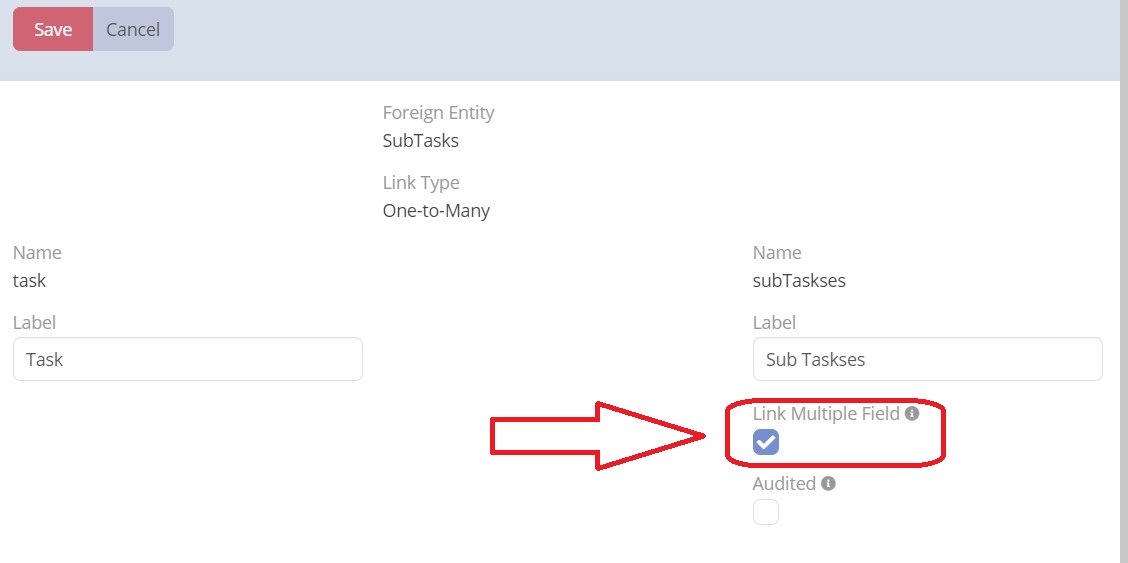 Save Cancel
Foreign Entity
SubTasks
Link Type
One-to-Many
Name Name
task subTaskses
Label Label
Task Sub Taskses
Link Multiple Field
Audited